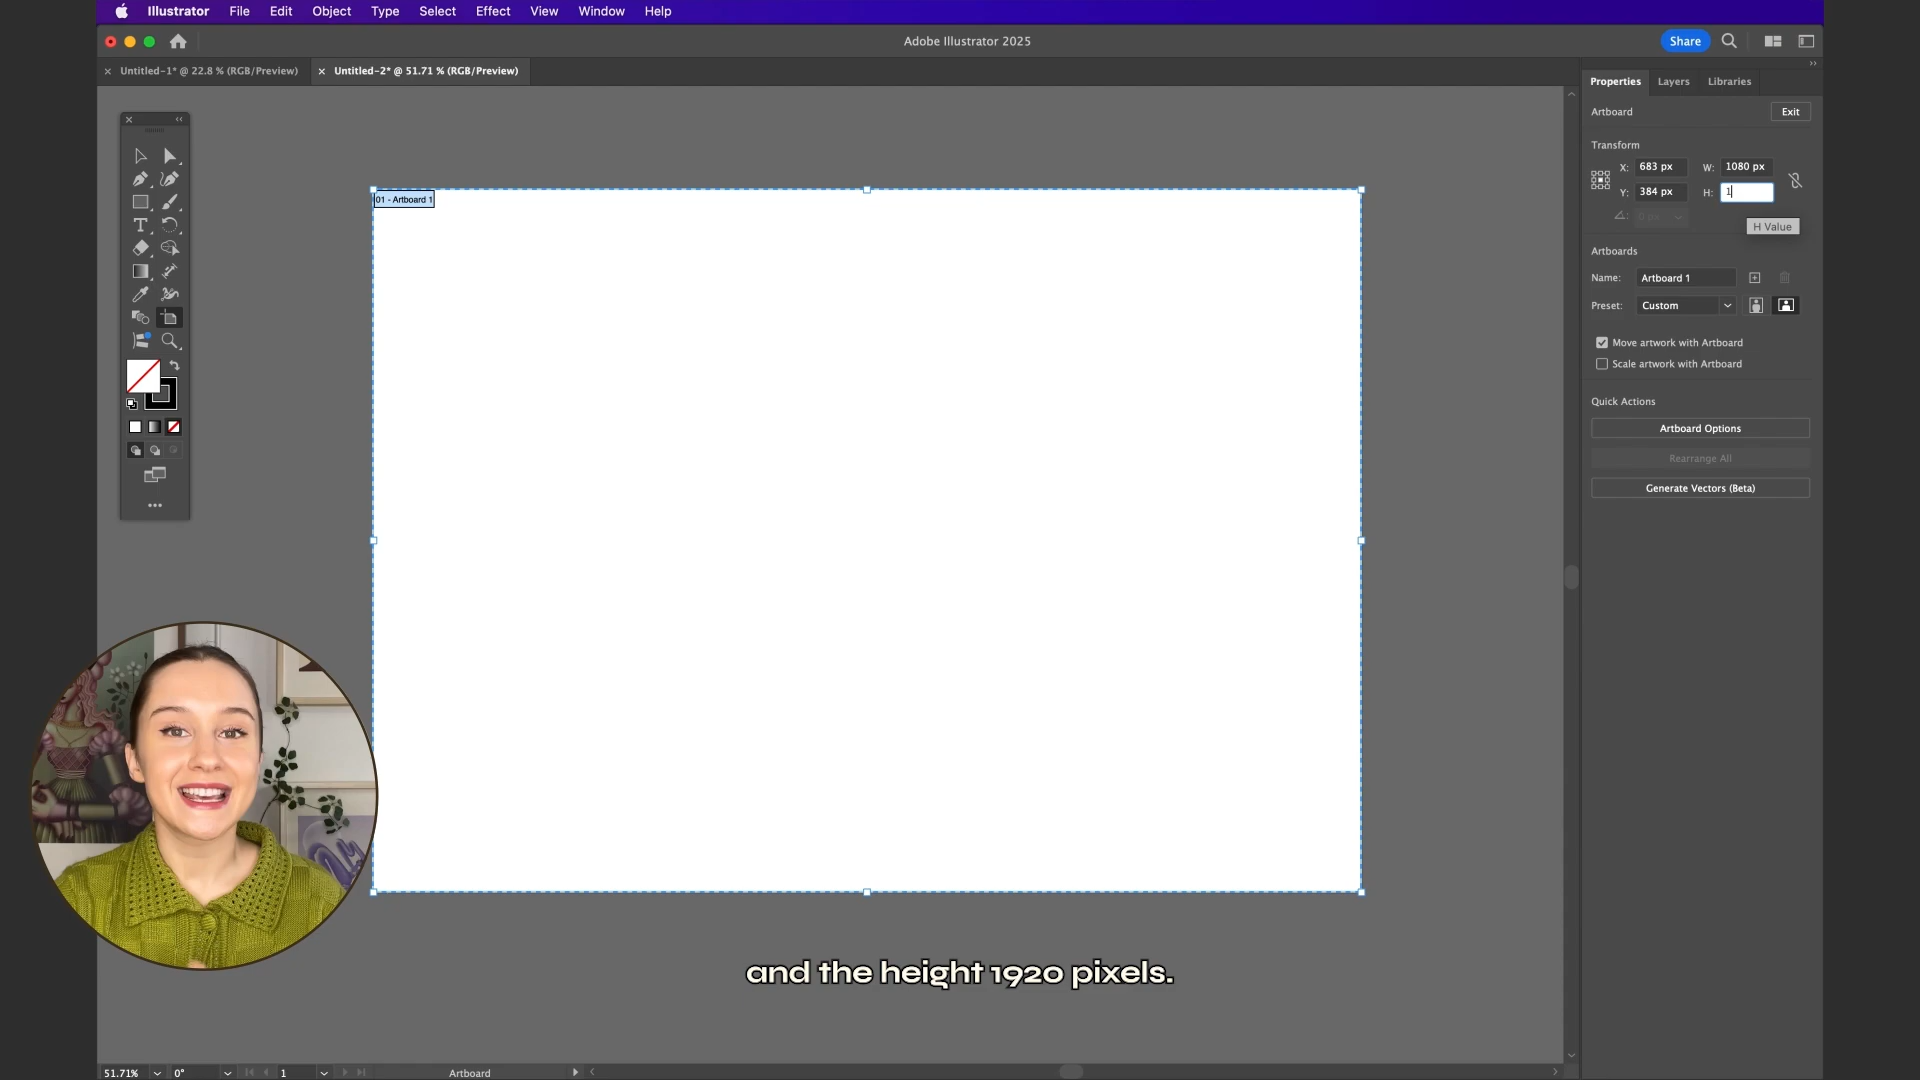 Illustrator File Edit Object Type Select Effect View Window Help
Adobe Illustrator 2025
Share
Untitled-1* @ 22.8 % (RGB/Preview)
Untitled-2* @ 51.71 % (RGB/Preview)
Properties Layers Libraries
Artboard
Exit
Transform
X: 683 px W: 1080 px
Y: 384 px H: 1
0 px
H Value
Artboards
Name: Artboard 1
Preset: Custom
Move artwork with Artboard
Scale artwork with Artboard
Quick Actions
Artboard Options
Rearrange All
Generate Vectors (Beta)
01 - Artboard 1
and the height 1920 pixels.
51.71% 0° 1 Artboard